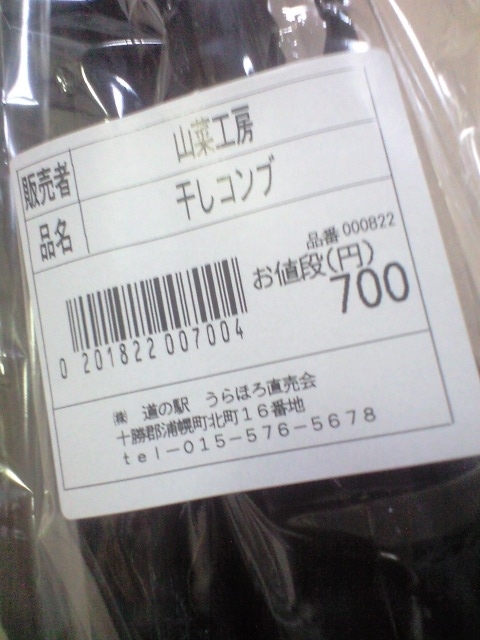 販売者 山菜工房
品名 干しコンブ
品番 000822
お値段(円)
700
0 201822 007004
㈱ 道の駅 うらほろ直売会
十勝郡浦幌町北町16番地
tel－015－576－5678